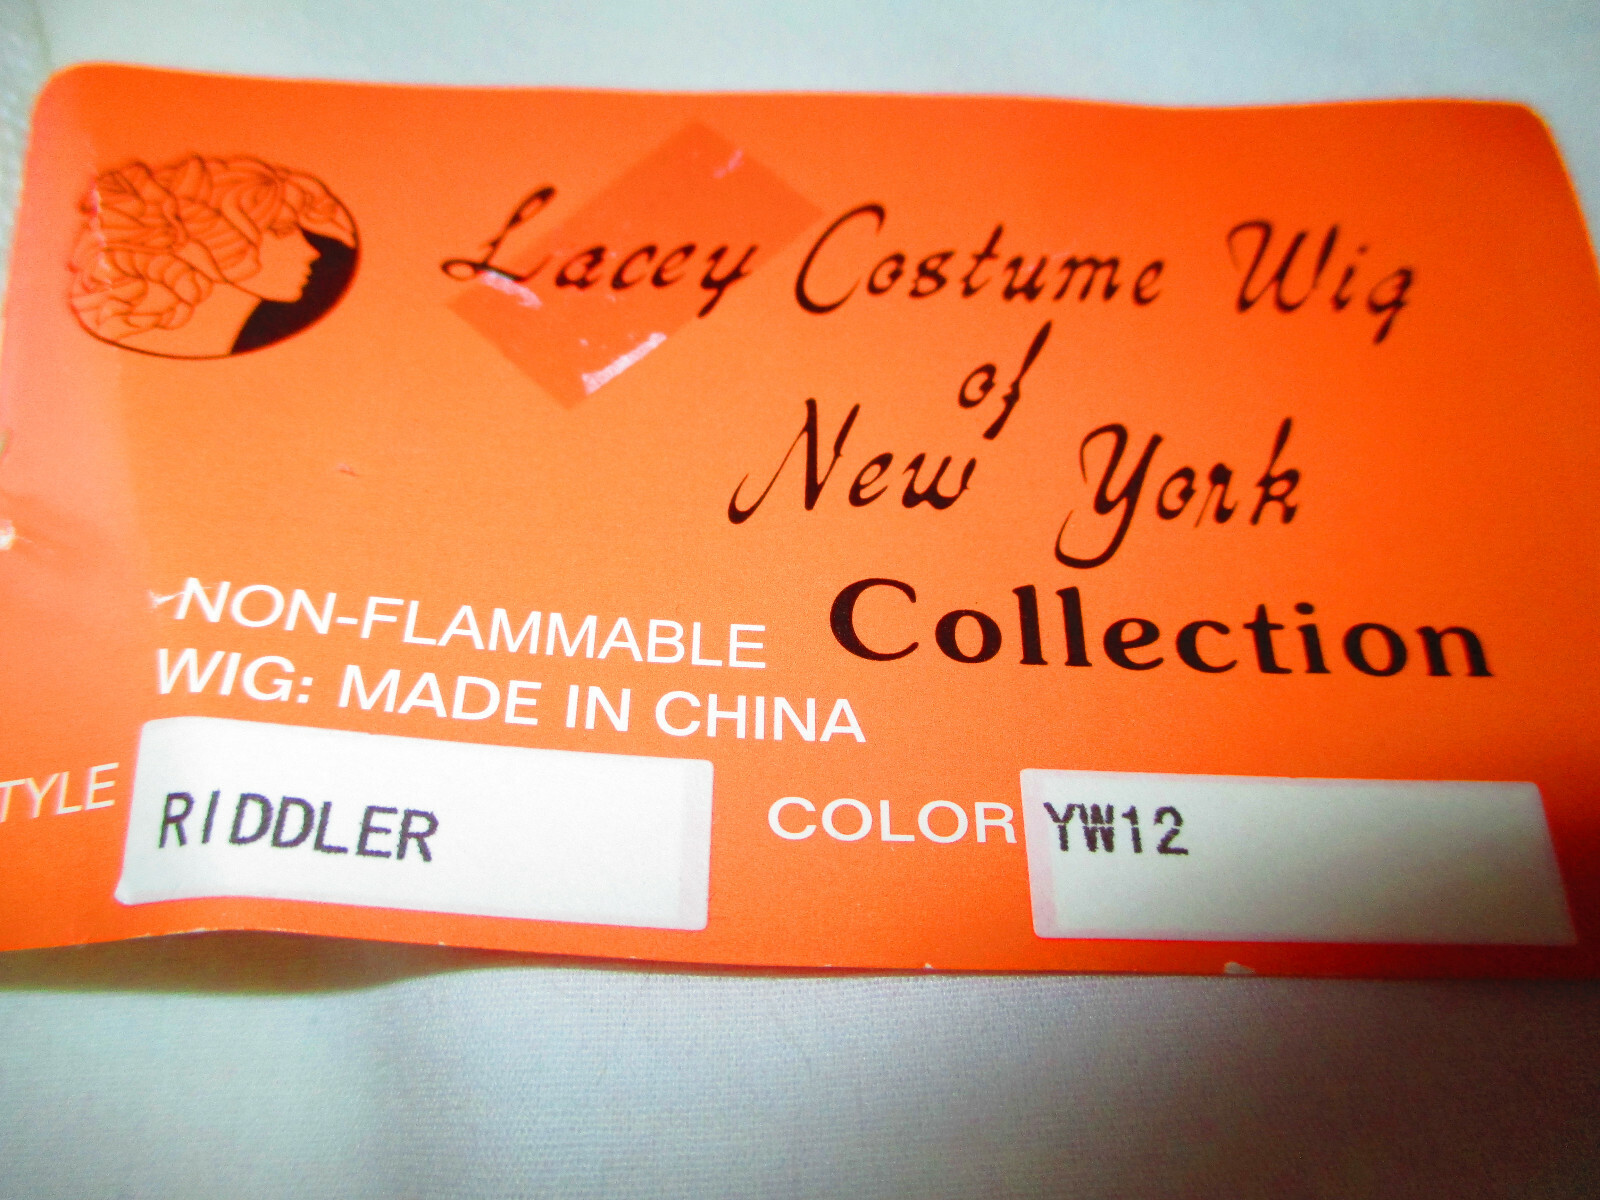 Lacey Costume Wig
of
New York
Collection
NON-FLAMMABLE
WIG: MADE IN CHINA
TYLE RIDDLER
COLOR YW12